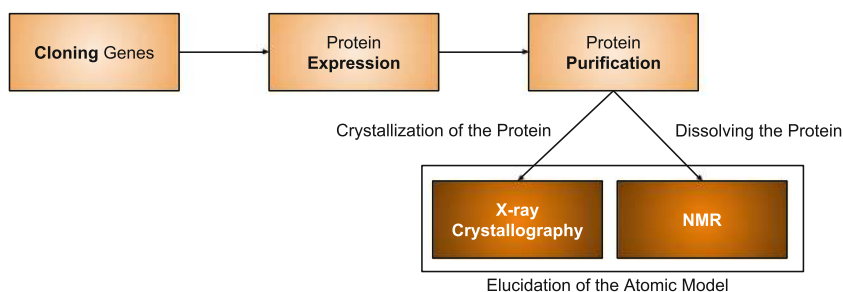 Cloning Genes
Protein
Expression
Protein
Purification
Crystallization of the Protein
Dissolving the Protein
X-ray
Crystallography
NMR
Elucidation of the Atomic Model